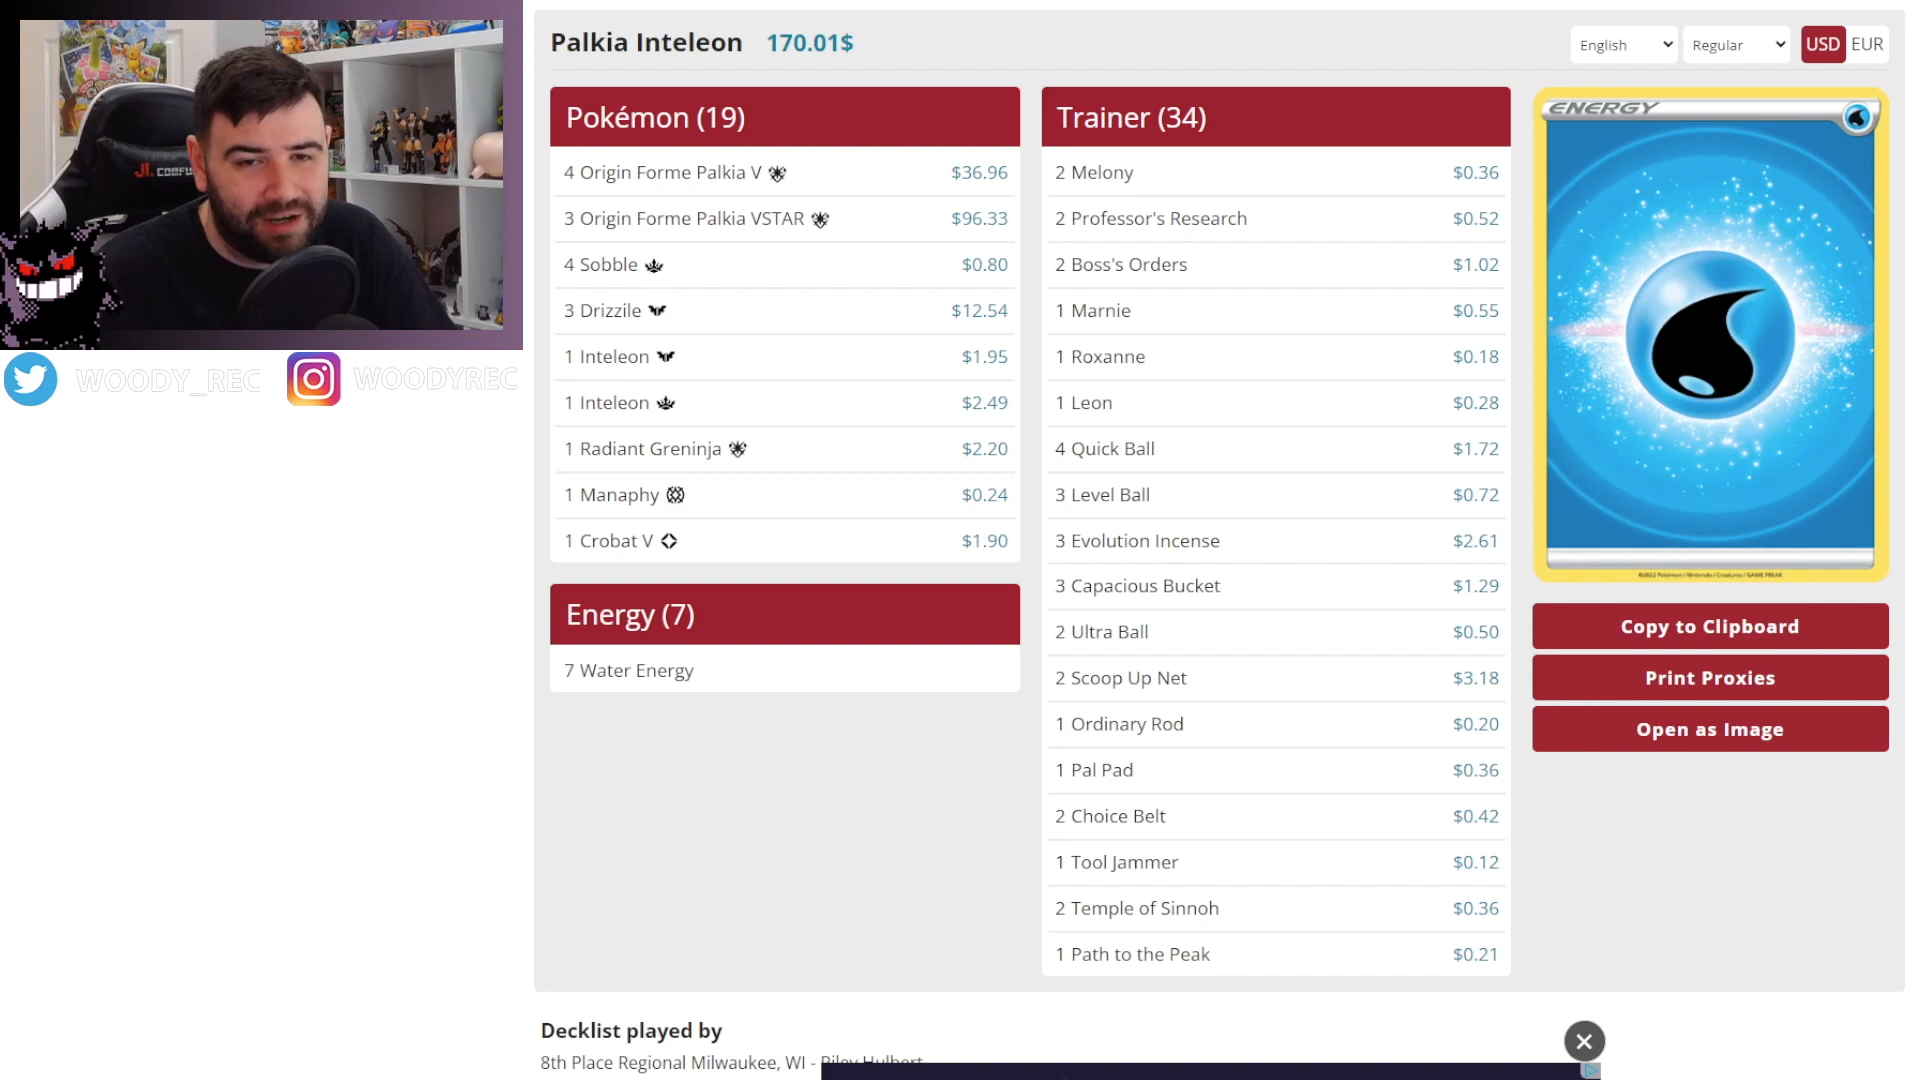 Palkia Inteleon 170.01$
English Regular USD EUR
Pokémon (19)
4 Origin Forme Palkia V $36.96
3 Origin Forme Palkia VSTAR $96.33
4 Sobble $0.80
3 Drizzile $12.54
1 Inteleon $1.95
1 Inteleon $2.49
1 Radiant Greninja $2.20
1 Manaphy $0.24
1 Crobat V $1.90
Energy (7)
7 Water Energy
Trainer (34)
2 Melony $0.36
2 Professor's Research $0.52
2 Boss's Orders $1.02
1 Marnie $0.55
1 Roxanne $0.18
1 Leon $0.28
4 Quick Ball $1.72
3 Level Ball $0.72
3 Evolution Incense $2.61
3 Capacious Bucket $1.29
2 Ultra Ball $0.50
2 Scoop Up Net $3.18
1 Ordinary Rod $0.20
1 Pal Pad $0.36
2 Choice Belt $0.42
1 Tool Jammer $0.12
2 Temple of Sinnoh $0.36
1 Path to the Peak $0.21
ENERGY
©2022 Pokémon / Nintendo / Creatures / GAME FREAK
Copy to Clipboard
Print Proxies
Open as Image
Decklist played by
8th Place Regional Milwaukee, WI - Riley Hulbert
WOODY_REC WOODYREC